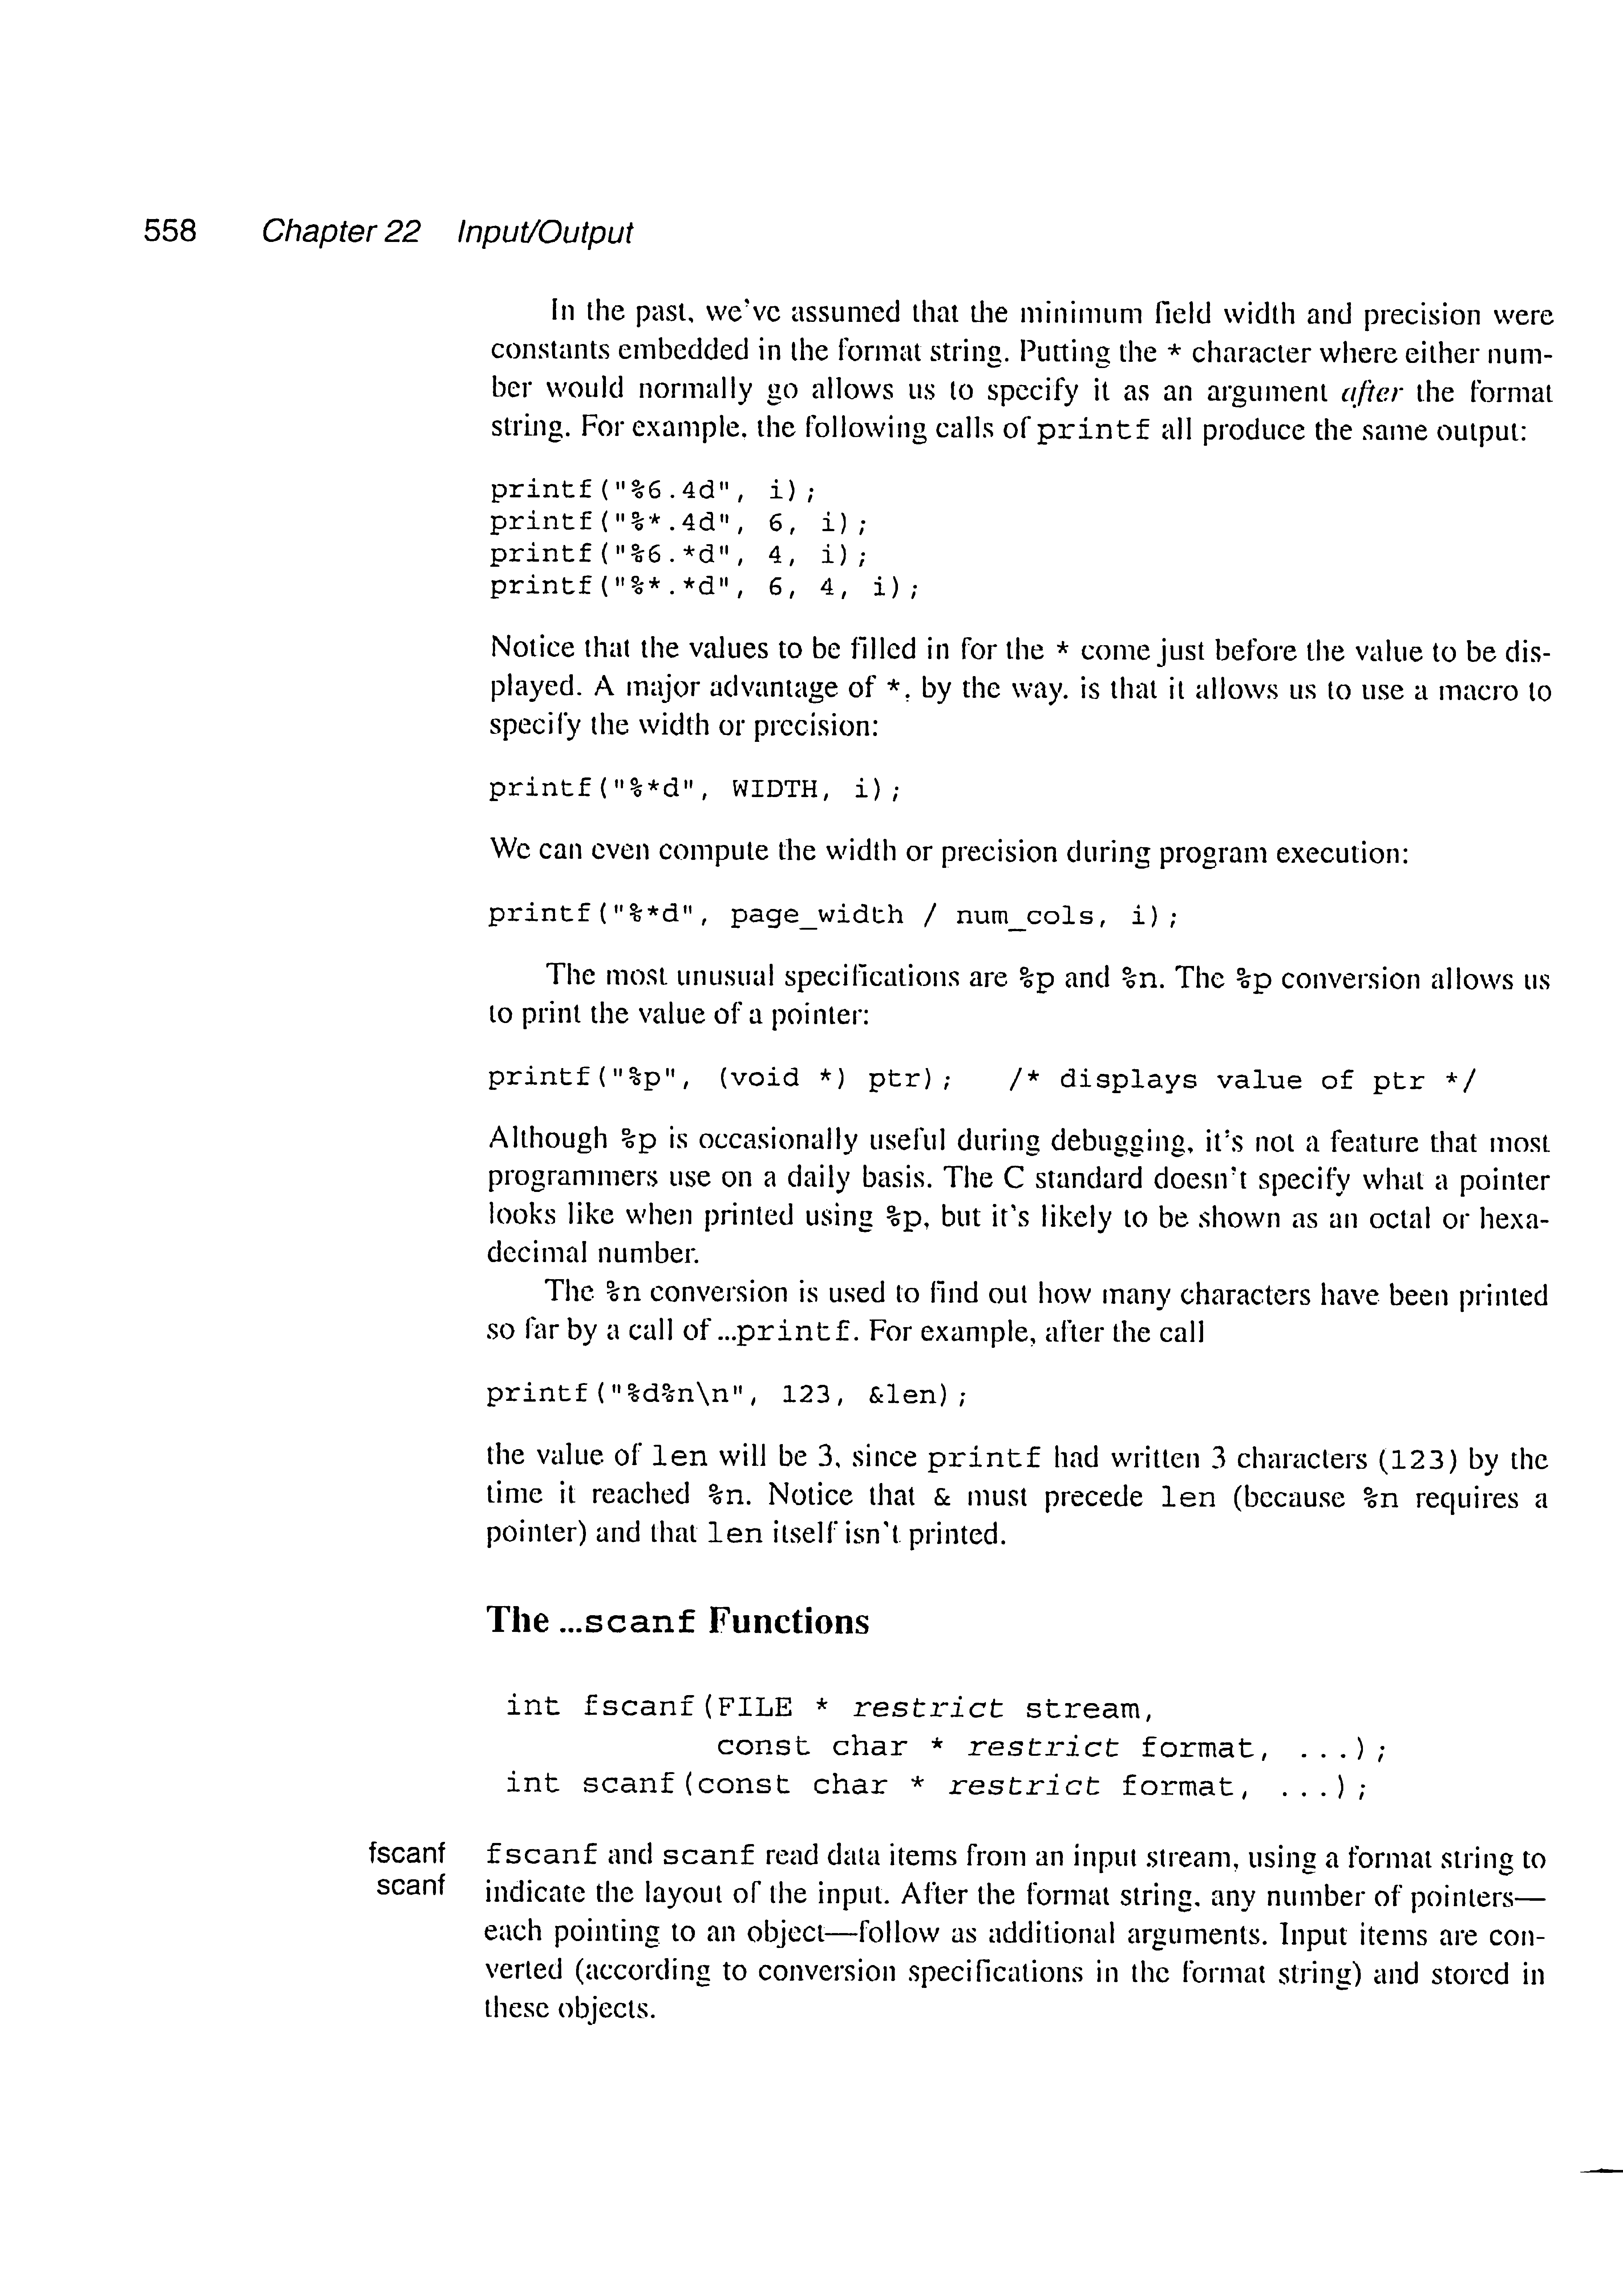 558 Chapter 22 Input/Output
In the past, we've assumed that the minimum field width and precision were
constants embedded in the format string. Putting the * character where either num-
ber would normally go allows us to specify it as an argument after the format
string. For example, the following calls of printf all produce the same output:
printf("%6.4d", i);
printf("%*.4d", 6, i);
printf("%6.*d", 4, i);
printf("%*.*d", 6, 4, i);
Notice that the values to be filled in for the * come just before the value to be dis-
played. A major advantage of *, by the way, is that it allows us to use a macro to
specify the width or precision:
printf("%*d", WIDTH, i);
We can even compute the width or precision during program execution:
printf("%*d", page_width / num_cols, i);
The most unusual specifications are %p and %n. The %p conversion allows us
to print the value of a pointer:
printf("%p", (void *) ptr); /* displays value of ptr */
Although %p is occasionally useful during debugging, it's not a feature that most
programmers use on a daily basis. The C standard doesn't specify what a pointer
looks like when printed using %p, but it's likely to be shown as an octal or hexa-
decimal number.
The %n conversion is used to find out how many characters have been printed
so far by a call of ...printf. For example, after the call
printf("%d%n\n", 123, &len);
the value of len will be 3, since printf had written 3 characters (123) by the
time it reached %n. Notice that & must precede len (because %n requires a
pointer) and that len itself isn't printed.
The ...scanf Functions
int fscanf(FILE * restrict stream,
const char * restrict format, ...);
int scanf(const char * restrict format, ...);
fscanf fscanf and scanf read data items from an input stream, using a format string to
scanf indicate the layout of the input. After the format string, any number of pointers—
each pointing to an object—follow as additional arguments. Input items are con-
verted (according to conversion specifications in the format string) and stored in
these objects.